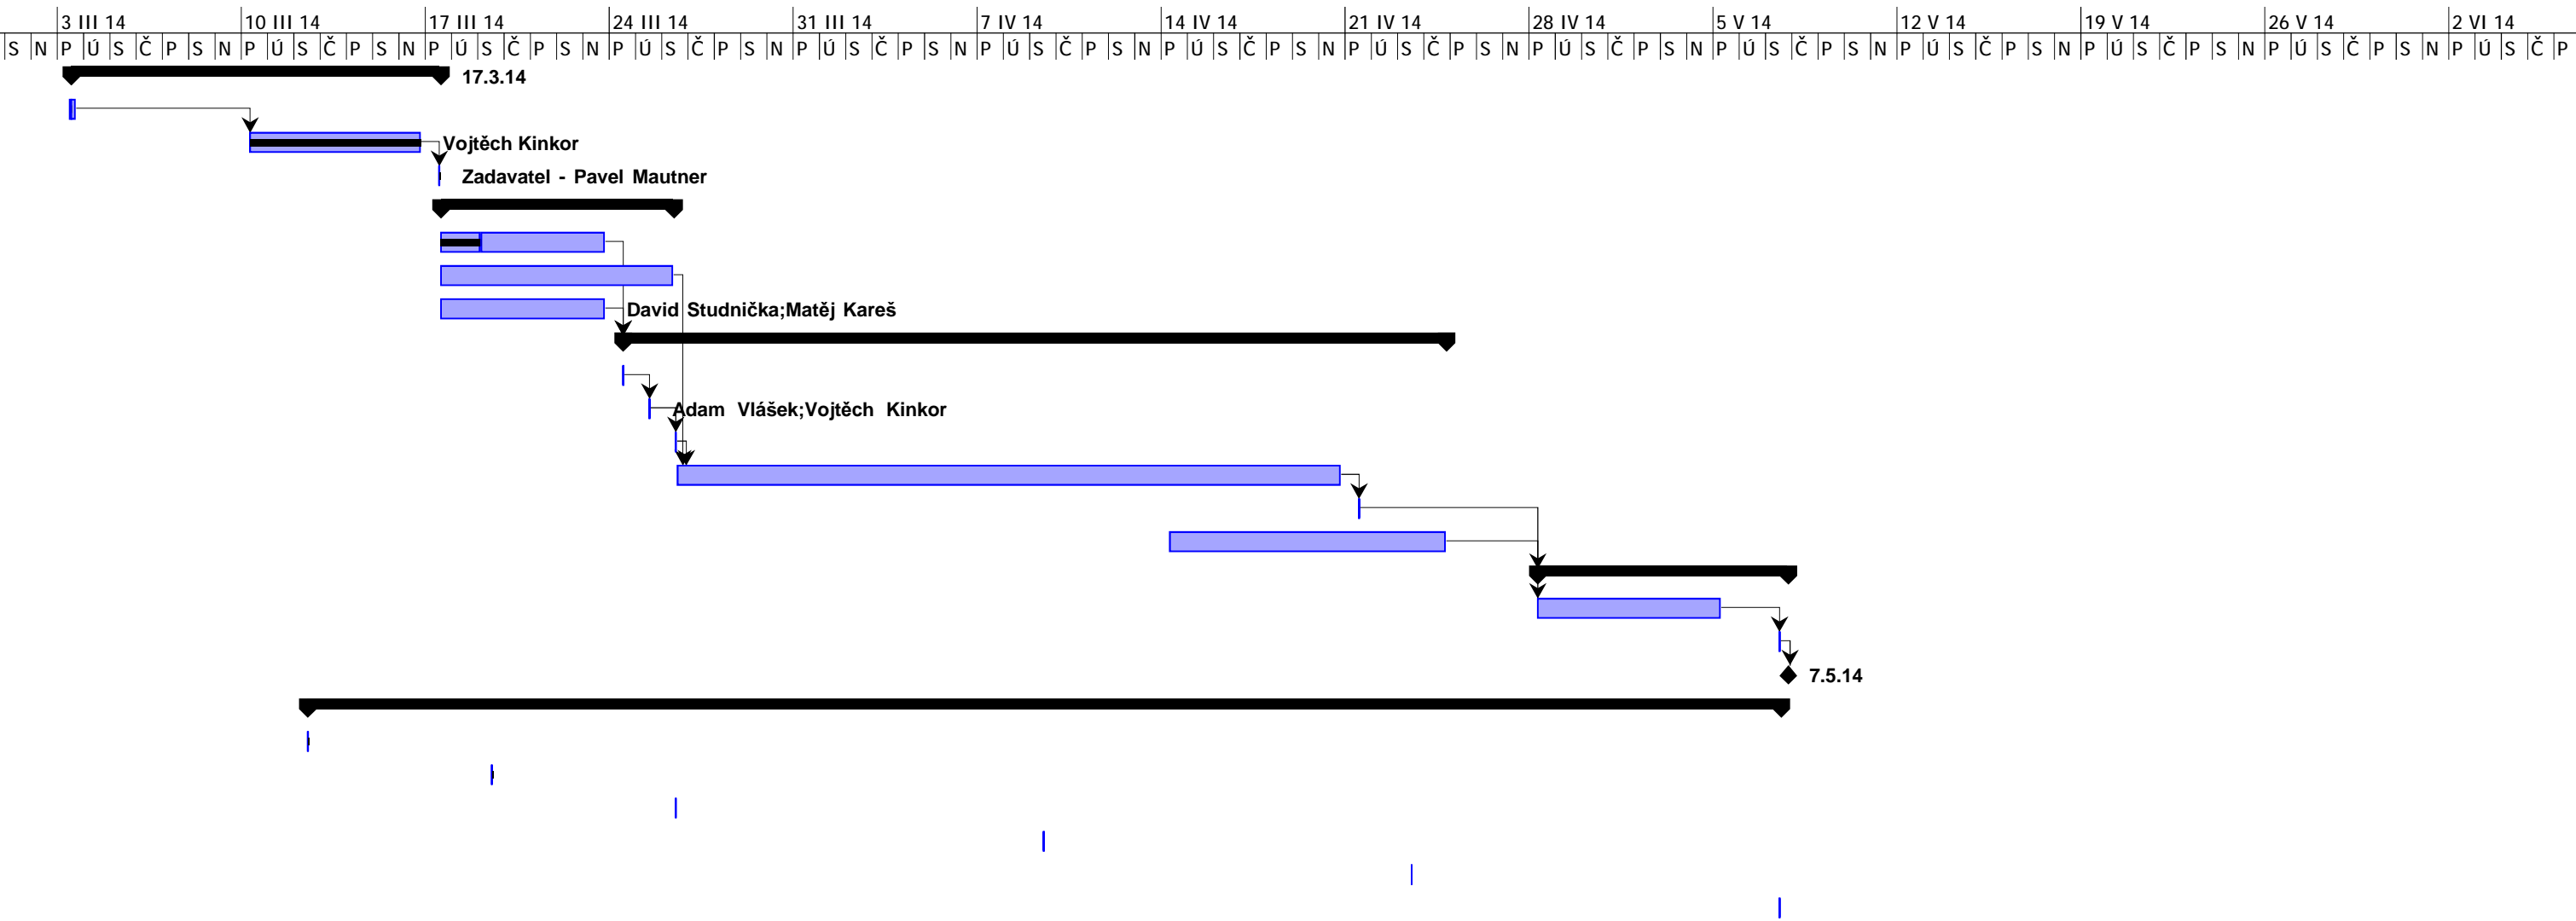 3 III 14 10 III 14 17 III 14 24 III 14 31 III 14 7 IV 14 14 IV 14 21 IV 14 28 IV 14 5 V 14 12 V 14 19 V 14 26 V 14 2 VI 14
S N P Ú S Č P S N P Ú S Č P S N P Ú S Č P S N P Ú S Č P S N P Ú S Č P S N P Ú S Č P S N P Ú S Č P S N P Ú S Č P S N P Ú S Č P S N P Ú S Č P S N P Ú S Č P S N P Ú S Č P S N P Ú S Č P S N P Ú S Č P
17.3.14
Vojtěch Kinkor
Zadavatel - Pavel Mautner
David Studnička;Matěj Kareš
Adam Vlášek;Vojtěch Kinkor
7.5.14